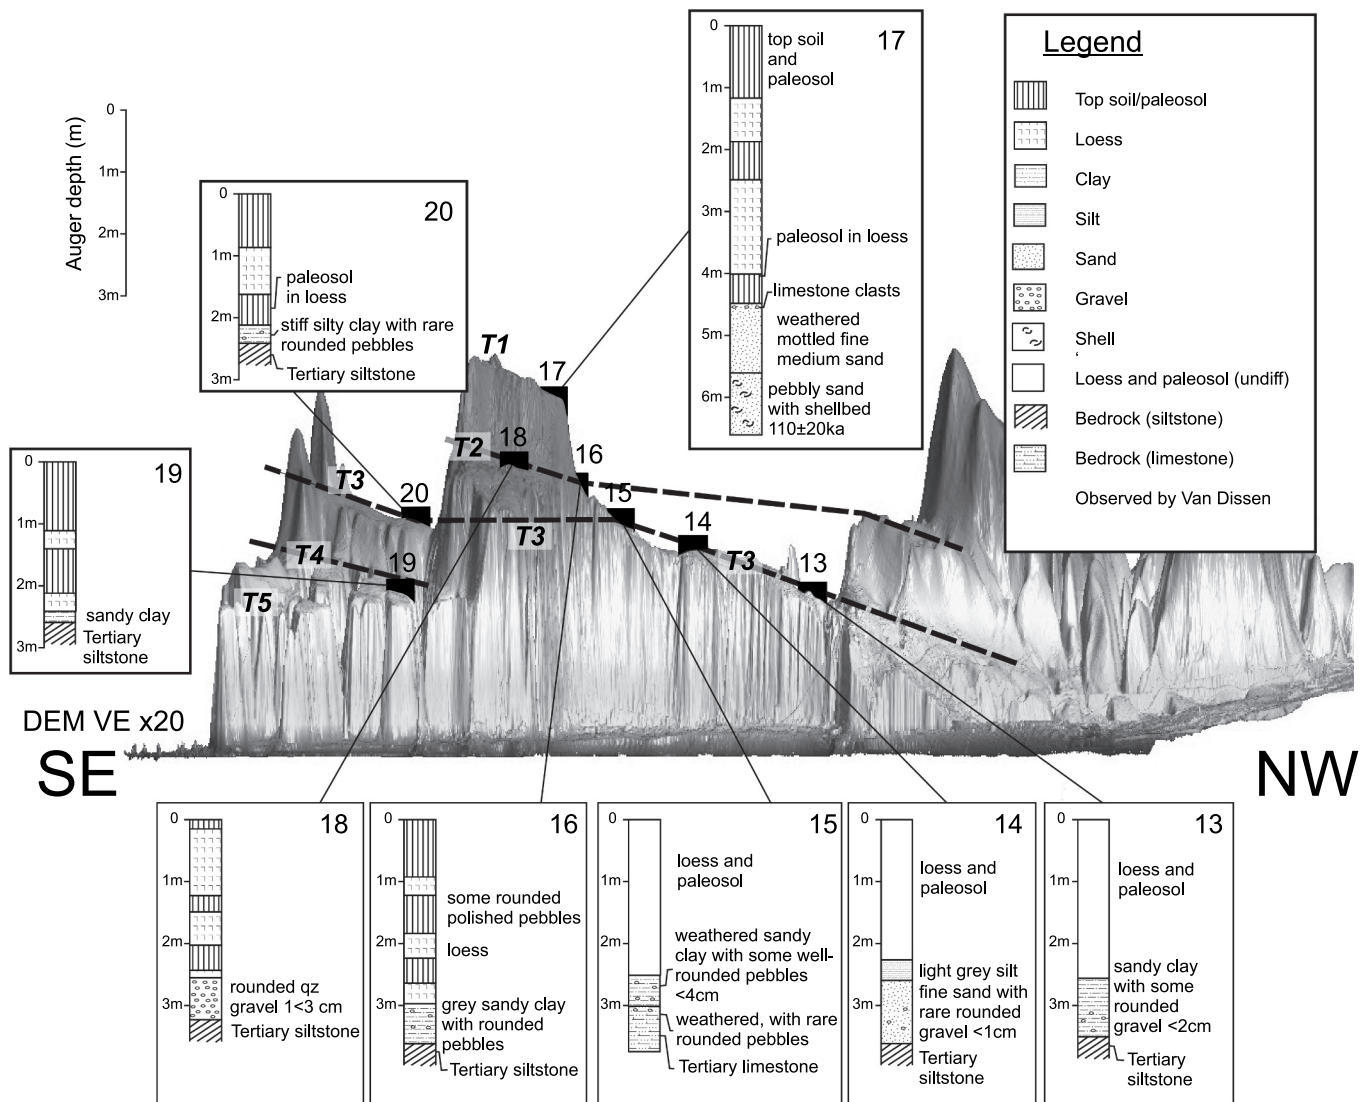 0
1m
2m
3m
4m
5m
6m
17
top soil
and
paleosol
paleosol in loess
limestone clasts
weathered
mottled fine
medium sand
pebbly sand
with shellbed
110±20ka
Legend
Top soil/paleosol
Loess
Clay
Silt
Sand
Gravel
Shell
Loess and paleosol (undiff)
Bedrock (siltstone)
Bedrock (limestone)
Observed by Van Dissen
Auger depth (m)
0
1m
2m
3m
0
1m
2m
3m
20
paleosol
in loess
stiff silty clay with rare
rounded pebbles
Tertiary siltstone
0
1m
2m
3m
19
sandy clay
Tertiary
siltstone
T1
17
T2
18
16
T3
20
15
T3
14
T3
13
T4
19
T5
DEM VE x20
SE
NW
0
1m
2m
3m
18
rounded qz
gravel 1<3 cm
Tertiary siltstone
0
1m
2m
3m
16
some rounded
polished pebbles
loess
grey sandy clay
with rounded
pebbles
Tertiary siltstone
0
1m
2m
3m
15
loess and
paleosol
weathered sandy
clay with some well-
rounded pebbles
<4cm
weathered, with rare
rounded pebbles
Tertiary limestone
0
1m
2m
3m
14
loess and
paleosol
light grey silt
fine sand with
rare rounded
gravel <1cm
Tertiary
siltstone
0
1m
2m
3m
13
loess and
paleosol
sandy clay
with some
rounded
gravel <2cm
Tertiary
siltstone